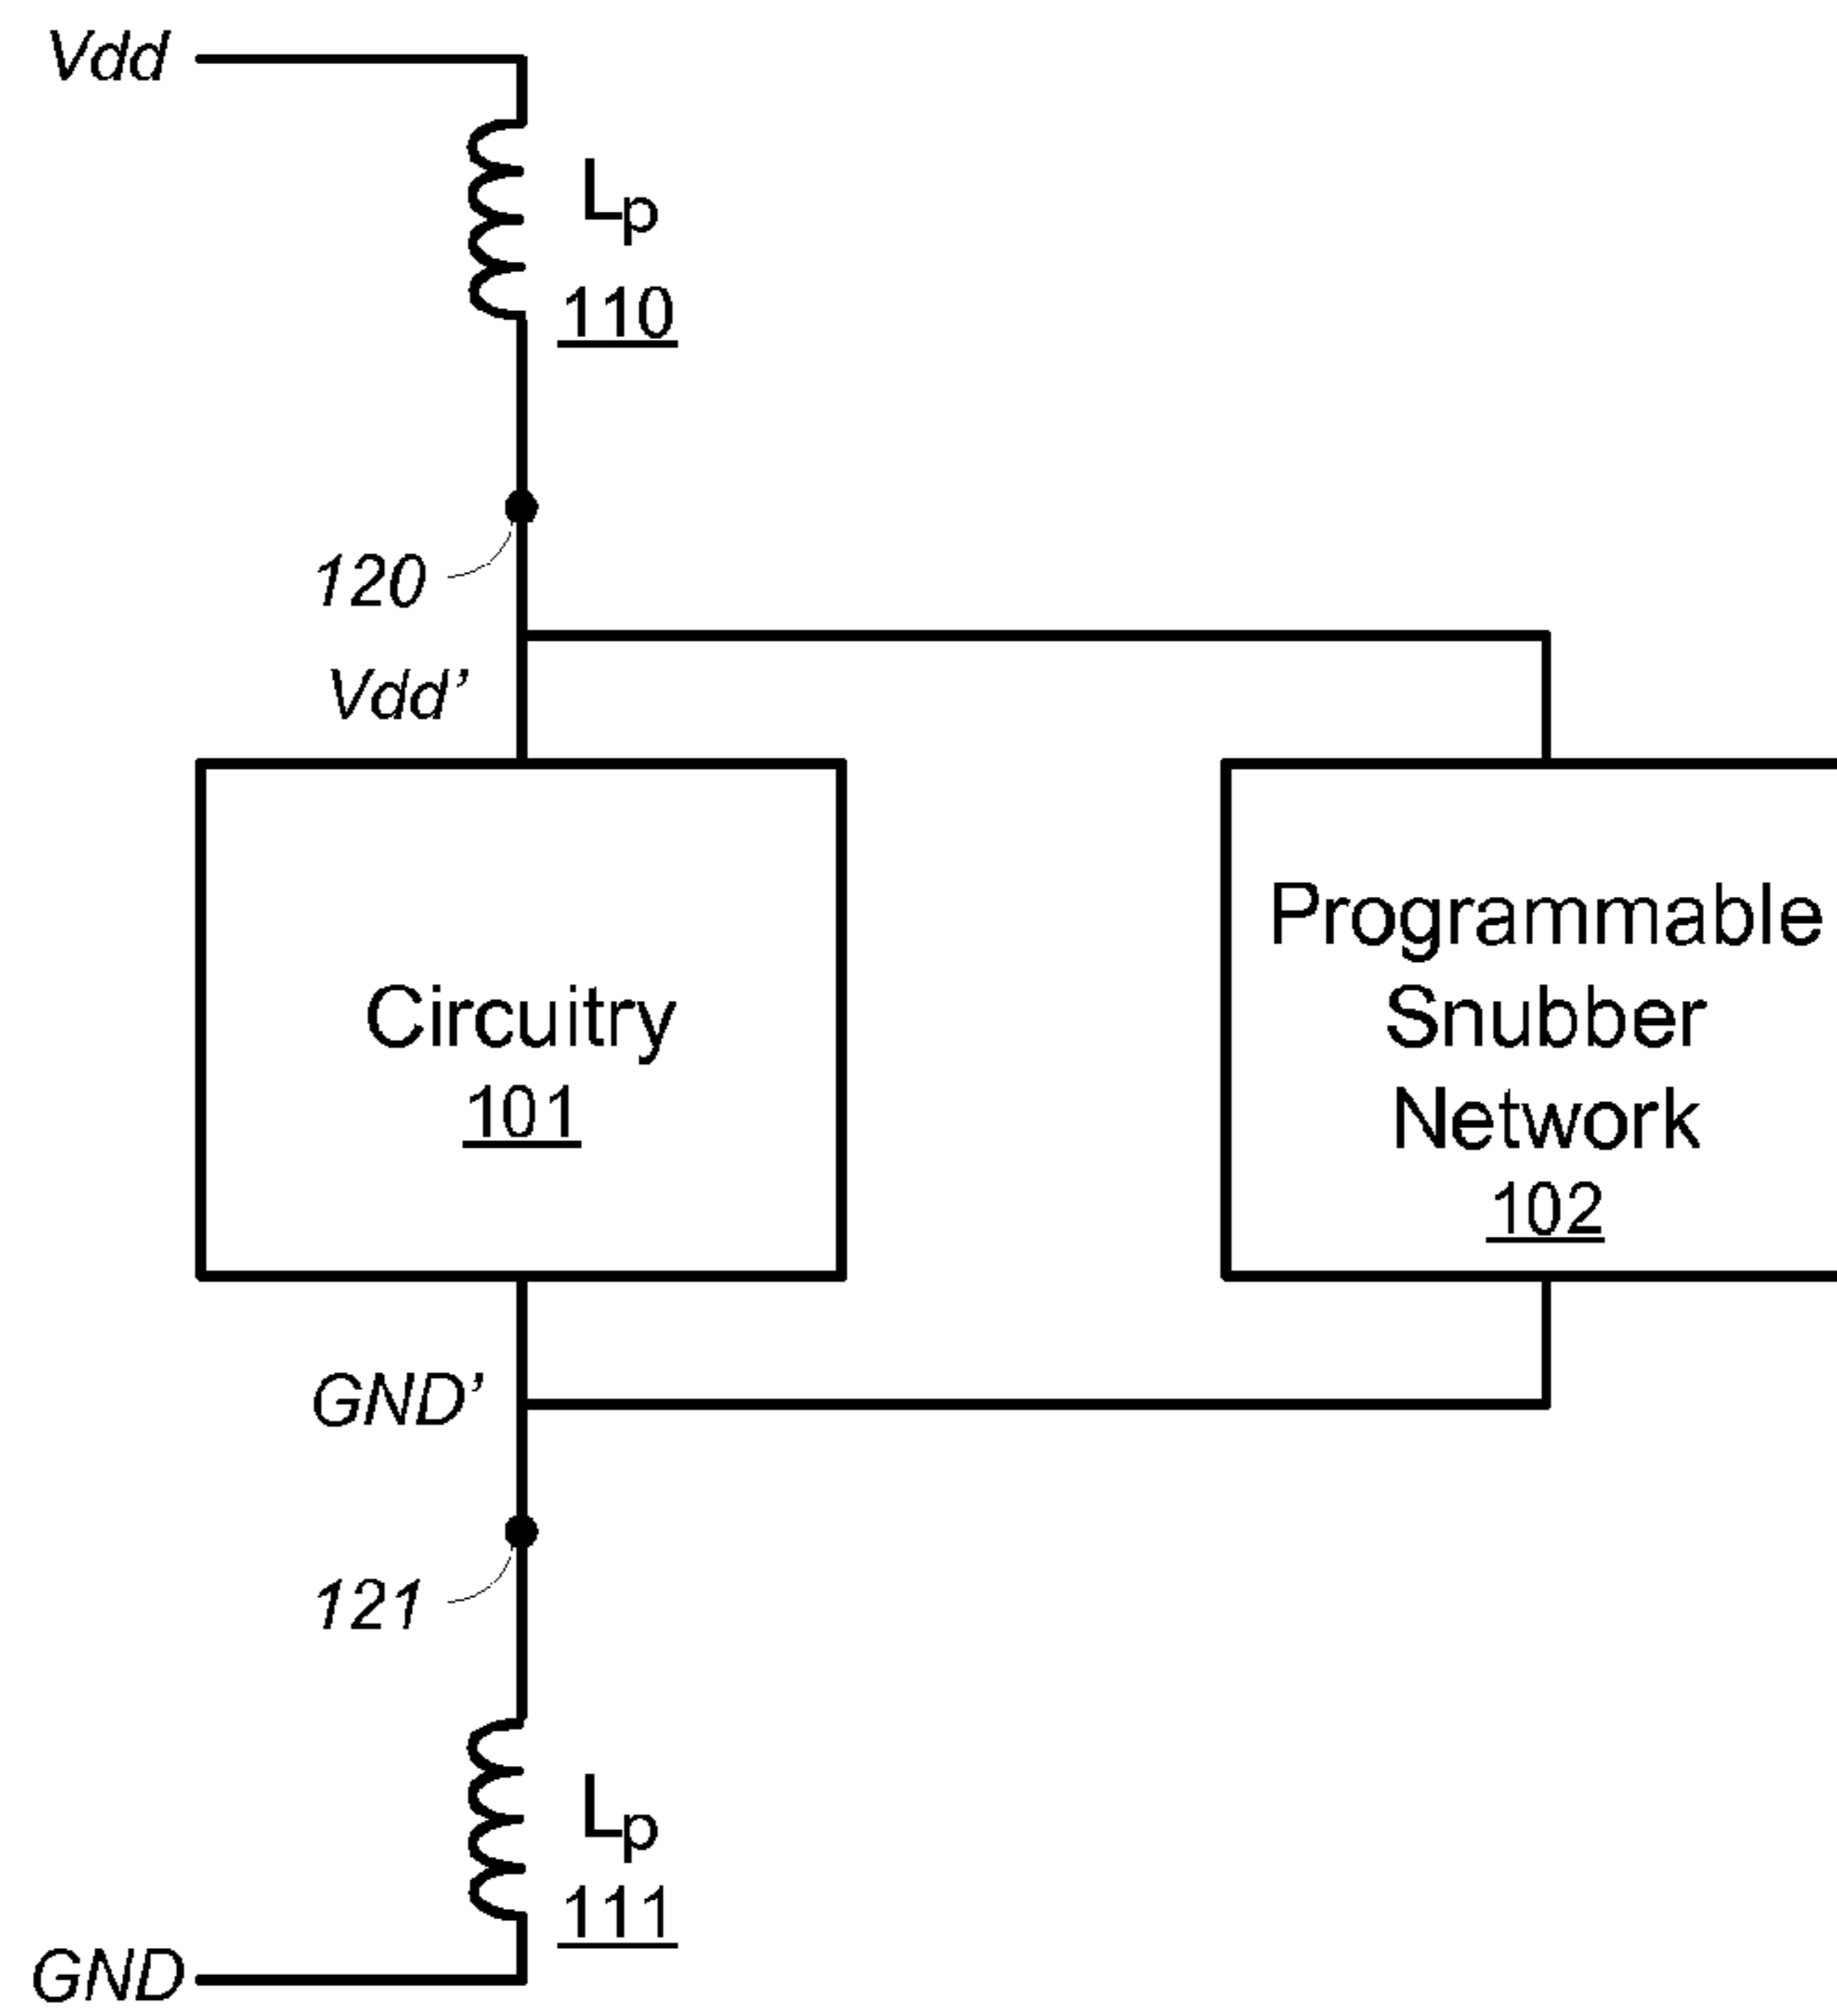 Vdd
Lp
110
120
Vdd’
Circuitry
101
Programmable
Snubber
Network
102
GND’
121
Lp
111
GND